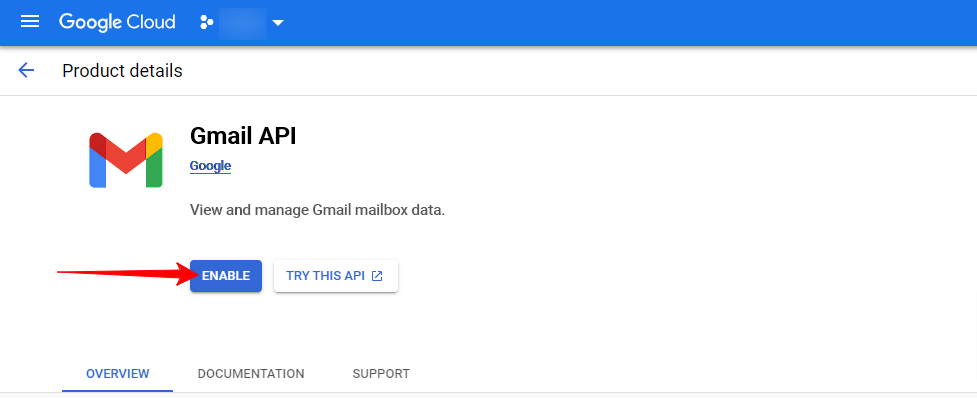 Google Cloud
Product details
Gmail API
Google
View and manage Gmail mailbox data.
ENABLE TRY THIS API
OVERVIEW DOCUMENTATION SUPPORT